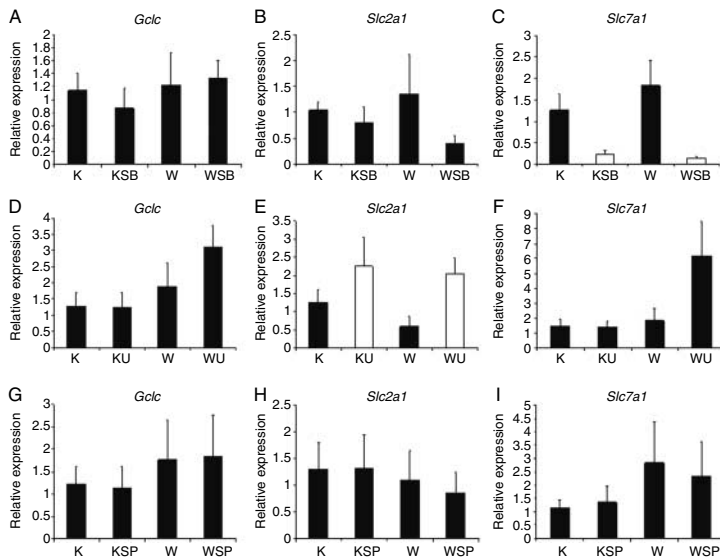 A Gclc
Relative expression
2
1.8
1.6
1.4
1.2
1
0.8
0.6
0.4
0.2
0
K KSB W WSB
B Slc2a1
Relative expression
2.5
2
1.5
1
0.5
0
K KSB W WSB
C Slc7a1
Relative expression
3
2.5
2
1.5
1
0.5
0
K KSB W WSB
D Gclc
Relative expression
4
3.5
3
2.5
2
1.5
1
0.5
0
K KU W WU
E Slc2a1
Relative expression
3
2.5
2
1.5
1
0.5
0
K KU W WU
F Slc7a1
Relative expression
9
8
7
6
5
4
3
2
1
0
K KU W WU
G Gclc
Relative expression
3
2.5
2
1.5
1
0.5
0
K KSP W WSP
H Slc2a1
Relative expression
2.5
2
1.5
1
0.5
0
K KSP W WSP
I Slc7a1
Relative expression
5
4.5
4
3.5
3
2.5
2
1.5
1
0.5
0
K KSP W WSP